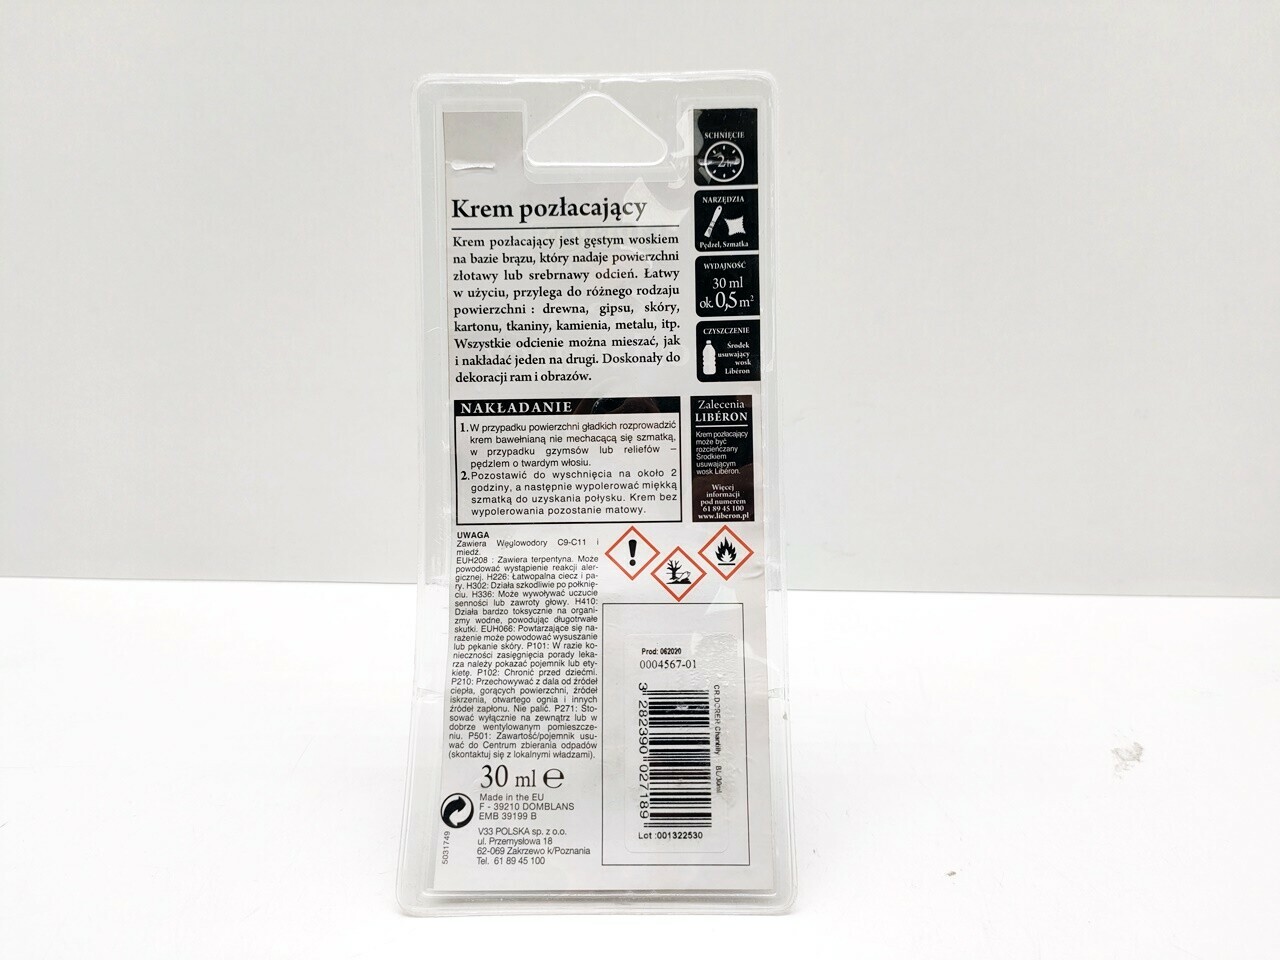 Krem pozłacający
Krem pozłacający jest gęstym woskiem
na bazie brązu, który nadaje powierzchni
złotawy lub srebrnawy odcień. Łatwy
w użyciu, przylega do różnego rodzaju
powierzchni : drewna, gipsu, skóry,
kartonu, tkaniny, kamienia, metalu, itp.
Wszystkie odcienie można mieszać, jak
i nakładać jeden na drugi. Doskonały do
dekoracji ram i obrazów.
SCHNIĘCIE
2h
NARZĘDZIA
Pędzel, Szmatka
WYDAJNOŚĆ
30 ml
ok. 0,5 m²
CZYSZCZENIE
Środek
usuwający
wosk
Libéron
NAKŁADANIE
1. W przypadku powierzchni gładkich rozprowadzić
krem bawełnianą nie mechacącą się szmatką,
w przypadku gzymsów lub reliefów –
pędzlem o twardym włosiu.
2. Pozostawić do wyschnięcia na około 2
godziny, a następnie wypolerować miękką
szmatką do uzyskania połysku. Krem bez
wypolerowania pozostanie matowy.
Zalecenia
LIBÉRON
Krem pozłacający
może być
rozcieńczany
Środkiem
usuwającym
wosk Libéron.
Więcej
informacji
pod numerem
61 89 45 100
www.liberon.pl
UWAGA
Zawiera Węglowodory C9-C11 i
miedź.
EUH208 : Zawiera terpentyna. Może
powodować wystąpienie reakcji aler-
gicznej. H226: Łatwopalna ciecz i pa-
ry. H302: Działa szkodliwie po połknię-
ciu. H336: Może wywoływać uczucie
senności lub zawroty głowy. H410:
Działa bardzo toksycznie na organi-
zmy wodne, powodując długotrwałe
skutki. EUH066: Powtarzające się na-
rażenie może powodować wysuszanie
lub pękanie skóry. P101: W razie ko-
nieczności zasięgnięcia porady leka-
rza należy pokazać pojemnik lub ety-
kietę. P102: Chronić przed dziećmi.
P210: Przechowywać z dala od źródeł
ciepła, gorących powierzchni, źródeł
iskrzenia, otwartego ognia i innych
źródeł zapłonu. Nie palić. P271: Sto-
sować wyłącznie na zewnątrz lub w
dobrze wentylowanym pomieszcze-
niu. P501: Zawartość/pojemnik usu-
wać do Centrum zbierania odpadów
(skontaktuj się z lokalnymi władzami).
30 ml e
Made in the EU
F - 39210 DOMBLANS
EMB 39199 B
V33 POLSKA sp. z o.o.
ul. Przemysłowa 18
62-069 Zakrzewo k/Poznania
Tel. 61 89 45 100
5031749
Prod: 062020
0004567-01
3 282390 027189
CR.DORER Chantilly - BL/30ml
Lot :001322530